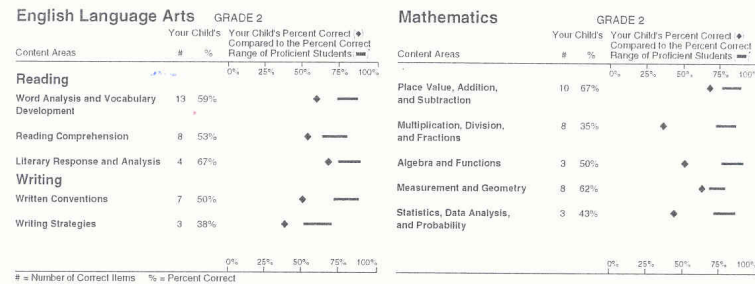 English Language Arts GRADE 2
Your Child's Your Child's Percent Correct (◆)
Compared to the Percent Correct
Content Areas # % Range of Proficient Students (▬)
0% 25% 50% 75% 100%
Reading
Word Analysis and Vocabulary 13 59%
Development
Reading Comprehension 8 53%
Literary Response and Analysis 4 67%
Writing
Written Conventions 7 50%
Writing Strategies 3 38%
0% 25% 50% 75% 100%
# = Number of Correct Items % = Percent Correct
Mathematics GRADE 2
Your Child's Your Child's Percent Correct (◆)
Compared to the Percent Correct
Content Areas # % Range of Proficient Students (▬)
0% 25% 50% 75% 100%
Place Value, Addition, 10 67%
and Subtraction
Multiplication, Division, 8 35%
and Fractions
Algebra and Functions 3 50%
Measurement and Geometry 8 62%
Statistics, Data Analysis, 3 43%
and Probability
0% 25% 50% 75% 100%